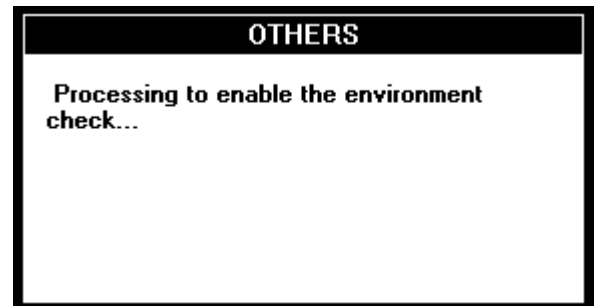 OTHERS
Processing to enable the environment
check...